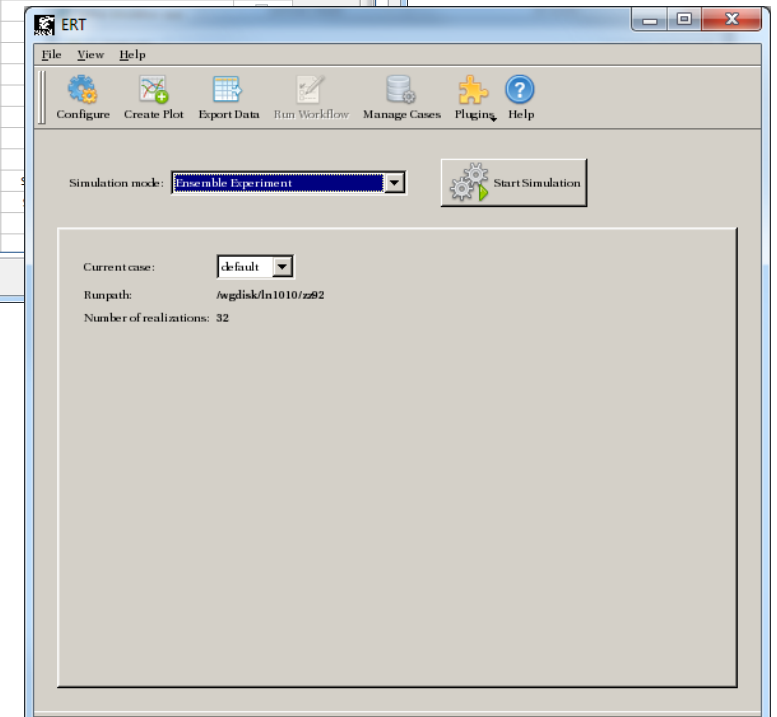 ERT
File View Help
Configure Create Plot Export Data Run Workflow Manage Cases Plugins Help
Simulation mode: Ensemble Experiment Start Simulation
Current case: default
Runpath: /wgdisk/ln1010/zz92
Number of realizations: 32